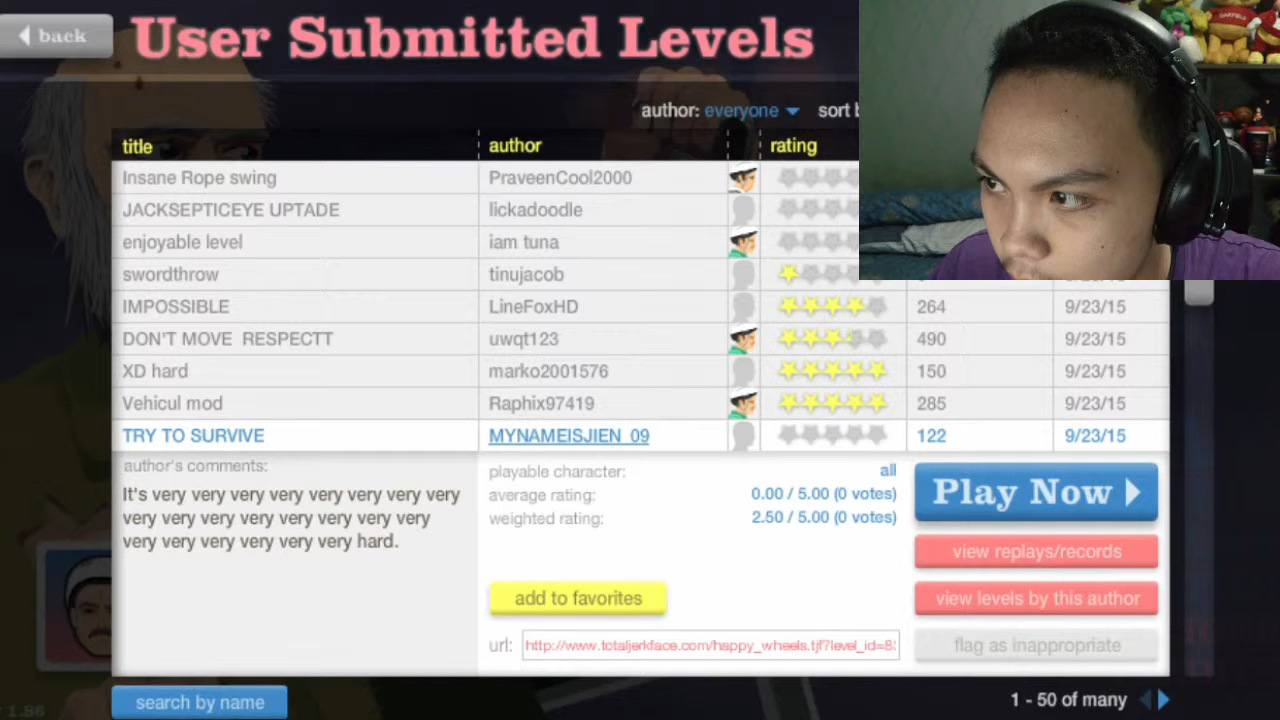 back
User Submitted Levels
author: everyone sort b
title author rating
Insane Rope swing PraveenCool2000
JACKSEPTICEYE UPTADE lickadoodle
enjoyable level iam tuna
swordthrow tinujacob
IMPOSSIBLE LineFoxHD 264 9/23/15
DON'T MOVE RESPECTT uwqt123 490 9/23/15
XD hard marko2001576 150 9/23/15
Vehicul mod Raphix97419 285 9/23/15
TRY TO SURVIVE MYNAMEISJIEN_09 122 9/23/15
author's comments:
It's very very very very very very very very
very very very very very very very very
very very very very very very hard.
playable character: all
average rating: 0.00 / 5.00 (0 votes)
weighted rating: 2.50 / 5.00 (0 votes)
Play Now
view replays/records
add to favorites
view levels by this author
url: http://www.totaljerkface.com/happy_wheels.tjf?level_id=8
flag as inappropriate
search by name
1 - 50 of many
1.86
GARFIELD